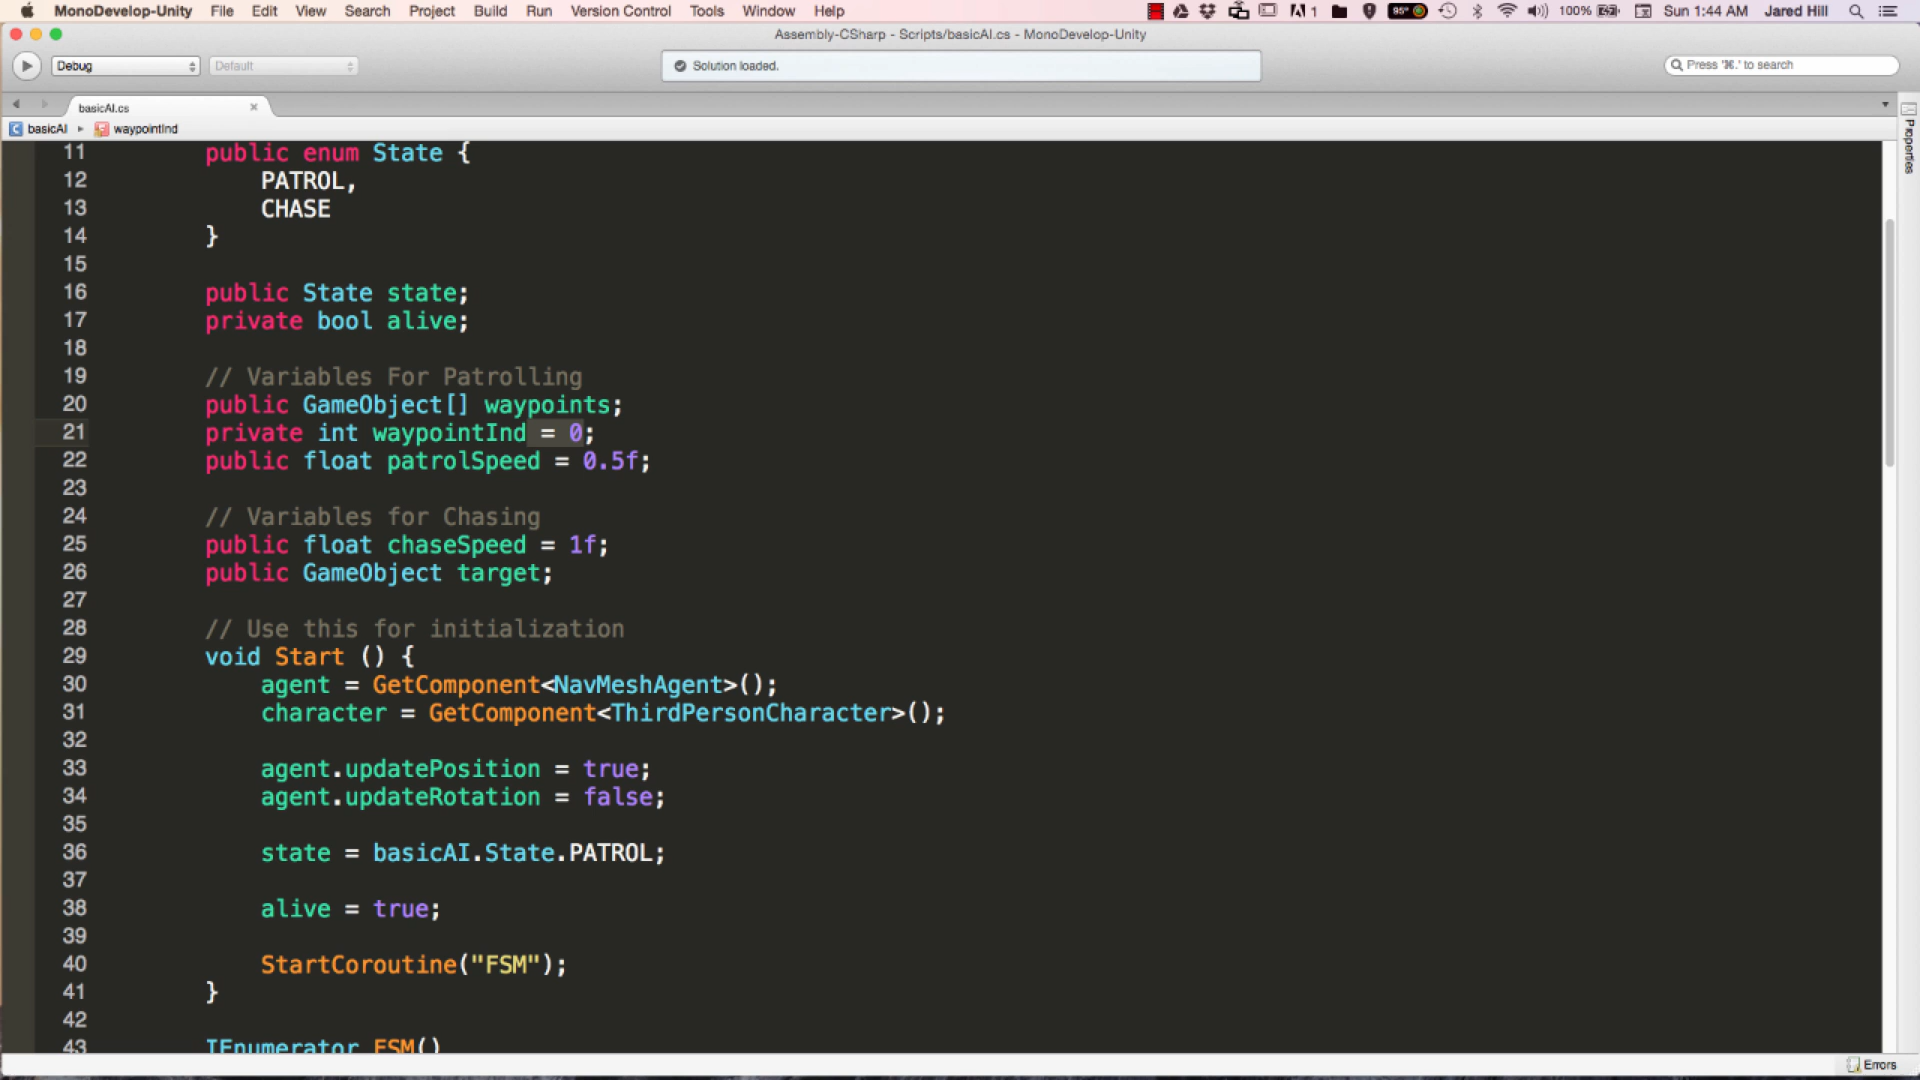 MonoDevelop-Unity File Edit View Search Project Build Run Version Control Tools Window Help 1 95° 100% Sun 1:44 AM Jared Hill
Assembly-CSharp - Scripts/basicAI.cs - MonoDevelop-Unity
Debug Default Solution loaded. Press '⌘.' to search
basicAI.cs
basicAI ▸ waypointInd
Properties
11 public enum State {
12 PATROL,
13 CHASE
14 }
15
16 public State state;
17 private bool alive;
18
19 // Variables For Patrolling
20 public GameObject[] waypoints;
21 private int waypointInd = 0;
22 public float patrolSpeed = 0.5f;
23
24 // Variables for Chasing
25 public float chaseSpeed = 1f;
26 public GameObject target;
27
28 // Use this for initialization
29 void Start () {
30 agent = GetComponent<NavMeshAgent>();
31 character = GetComponent<ThirdPersonCharacter>();
32
33 agent.updatePosition = true;
34 agent.updateRotation = false;
35
36 state = basicAI.State.PATROL;
37
38 alive = true;
39
40 StartCoroutine("FSM");
41 }
42
43 IEnumerator FSM()
Errors